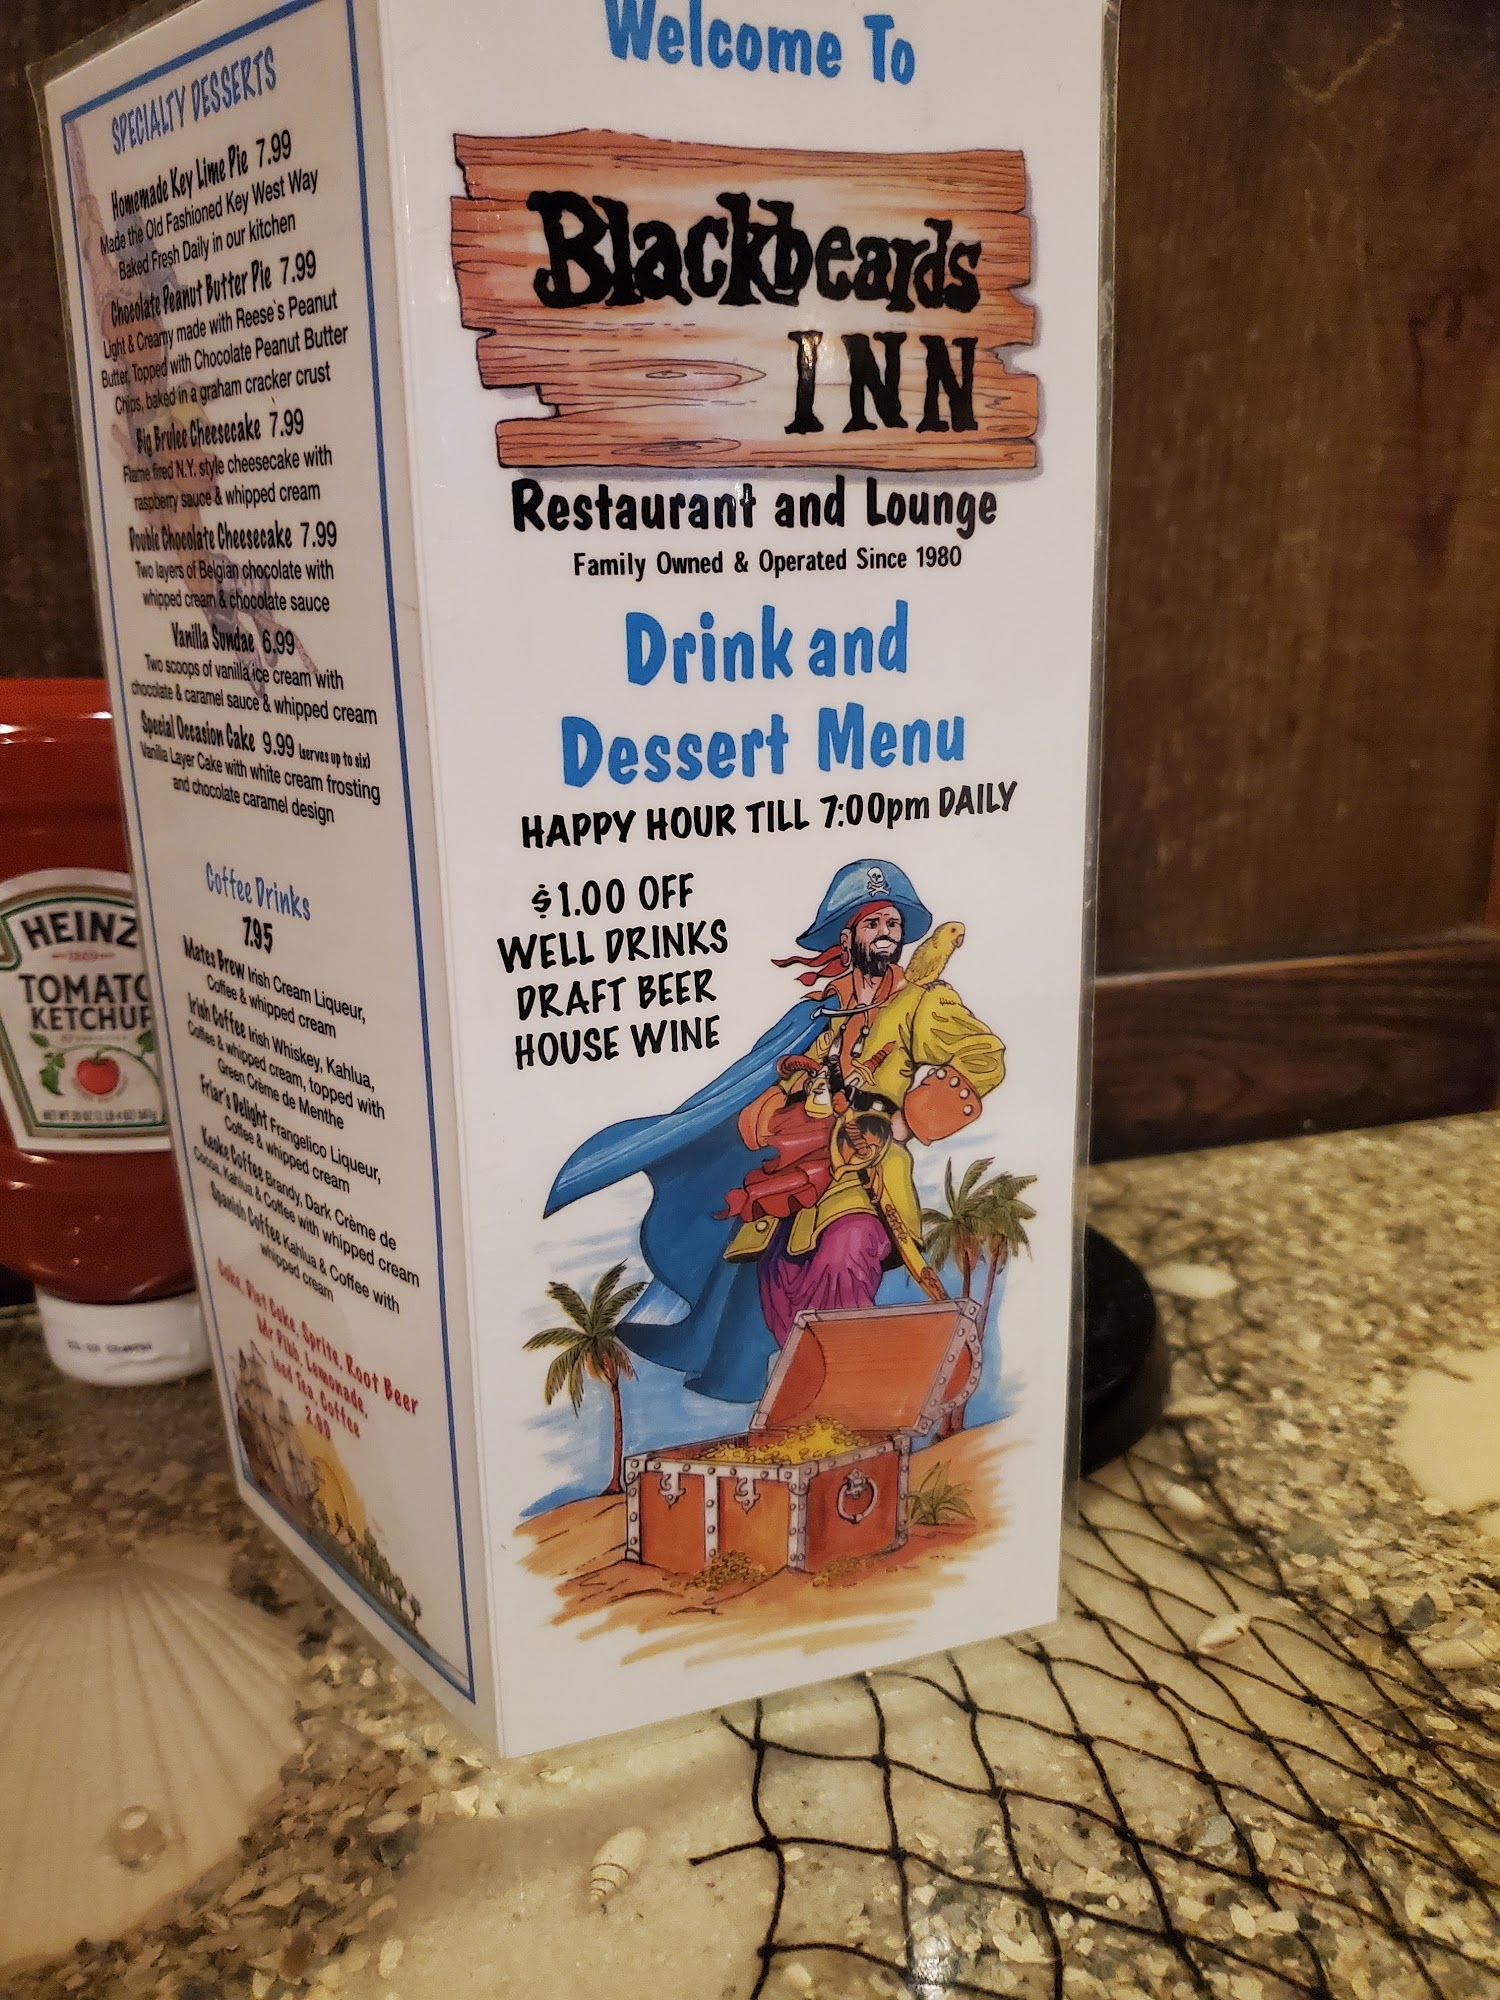 SPECIALTY DESSERTS
Homemade Key Lime Pie 7.99
Made the Old Fashioned Key West Way
Baked Fresh Daily in our kitchen
Chocolate Peanut Butter Pie 7.99
Light & Creamy made with Reese`s Peanut
Butter, Topped with Chocolate Peanut Butter
Chips, baked in a graham cracker crust
Big Brulee Cheesecake 7.99
Flame fired N.Y. style cheesecake with
raspberry sauce & whipped cream
Double Chocolate Cheesecake 7.99
Two layers of Belgian chocolate with
whipped cream & chocolate sauce
Vanilla Sundae 6.99
Two scoops of vanilla ice cream with
chocolate & caramel sauce & whipped cream
Special Occasion Cake 9.99 (serves up to six)
Vanilla Layer Cake with white cream frosting
and chocolate caramel design
Coffee Drinks
7.95
Mates Brew Irish Cream Liqueur,
Coffee & whipped cream
Irish Coffee Irish Whiskey, Kahlua,
Coffee & whipped cream, topped with
Green Crème de Menthe
Friar's Delight Frangelico Liqueur,
Coffee & whipped cream
Keoke Coffee Brandy, Dark Crème de
Cocoa, Kahlua & Coffee with whipped cream
Spanish Coffee Kahlua & Coffee with
whipped cream
Coke, Diet Coke, Sprite, Root Beer
Mr Pibb, Lemonade,
Iced Tea, Coffee
2.99
Welcome To
Blackbeards
INN
Restaurant and Lounge
Family Owned & Operated Since 1980
Drink and
Dessert Menu
HAPPY HOUR TILL 7:00pm DAILY
$1.00 OFF
WELL DRINKS
DRAFT BEER
HOUSE WINE
HEINZ
TOMATO
KETCHUP